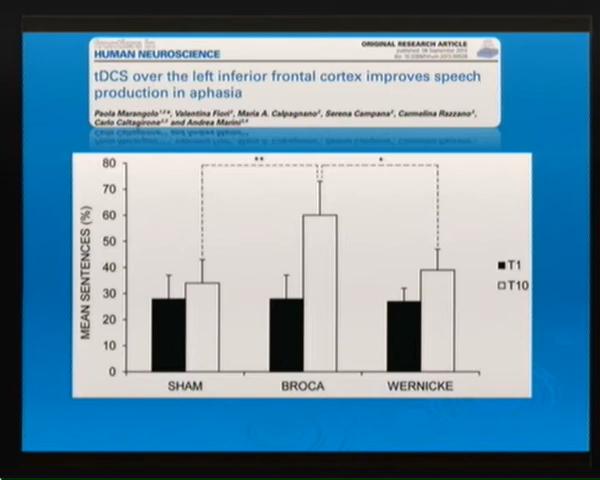 frontiers in
HUMAN NEUROSCIENCE
ORIGINAL RESEARCH ARTICLE
tDCS over the left inferior frontal cortex improves speech
production in aphasia
Paola Marangolo, Valentina Fiori, Maria A. Calpagnano, Serena Campana, Carmelina Razzano,
Carlo Caltagirone and Andrea Marini
80
70
60
50
40
30
20
10
0
MEAN SENTENCES (%)
**
*
T1
T10
SHAM BROCA WERNICKE